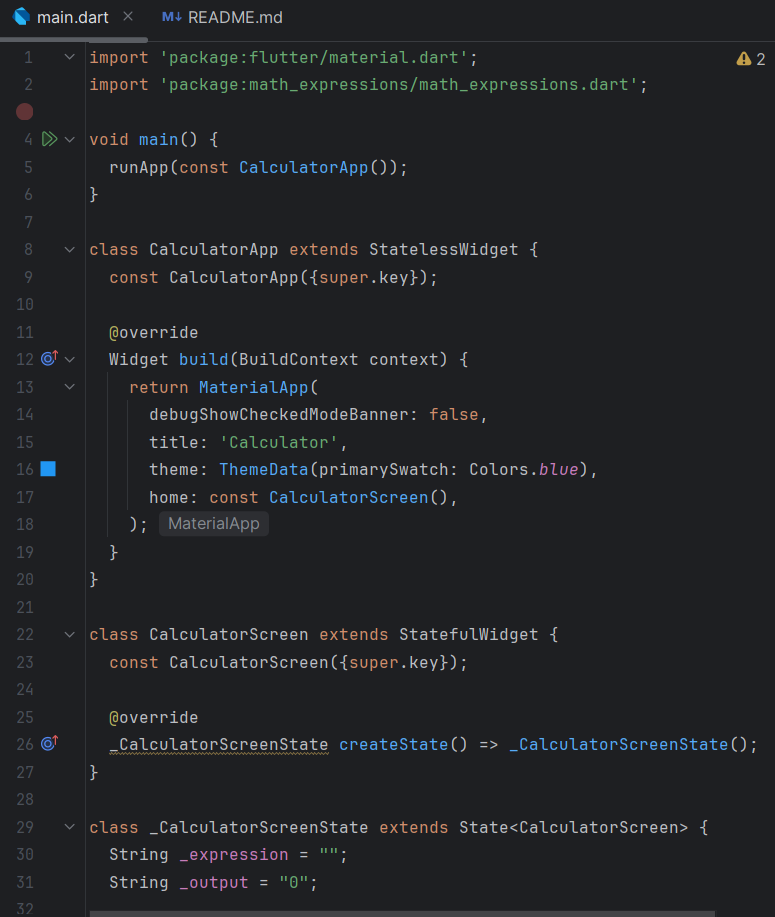 main.dart
README.md
2
1 import 'package:flutter/material.dart';
2 import 'package:math_expressions/math_expressions.dart';
4 void main() {
5   runApp(const CalculatorApp());
6 }
7
8 class CalculatorApp extends StatelessWidget {
9   const CalculatorApp({super.key});
10
11   @override
12   Widget build(BuildContext context) {
13     return MaterialApp(
14       debugShowCheckedModeBanner: false,
15       title: 'Calculator',
16       theme: ThemeData(primarySwatch: Colors.blue),
17       home: const CalculatorScreen(),
18     ); MaterialApp
19   }
20 }
21
22 class CalculatorScreen extends StatefulWidget {
23   const CalculatorScreen({super.key});
24
25   @override
26   _CalculatorScreenState createState() => _CalculatorScreenState();
27 }
28
29 class _CalculatorScreenState extends State<CalculatorScreen> {
30   String _expression = "";
31   String _output = "0";
32